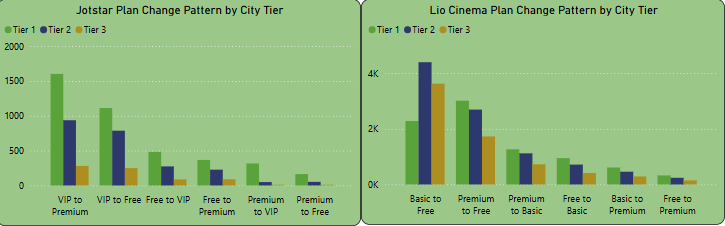 Jotstar Plan Change Pattern by City Tier
Tier 1 Tier 2 Tier 3
2000
1500
1000
500
0
VIP to Premium
VIP to Free
Free to VIP
Free to Premium
Premium to VIP
Premium to Free
Lio Cinema Plan Change Pattern by City Tier
Tier 1 Tier 2 Tier 3
4K
2K
0K
Basic to Free
Premium to Free
Premium to Basic
Free to Basic
Basic to Premium
Free to Premium